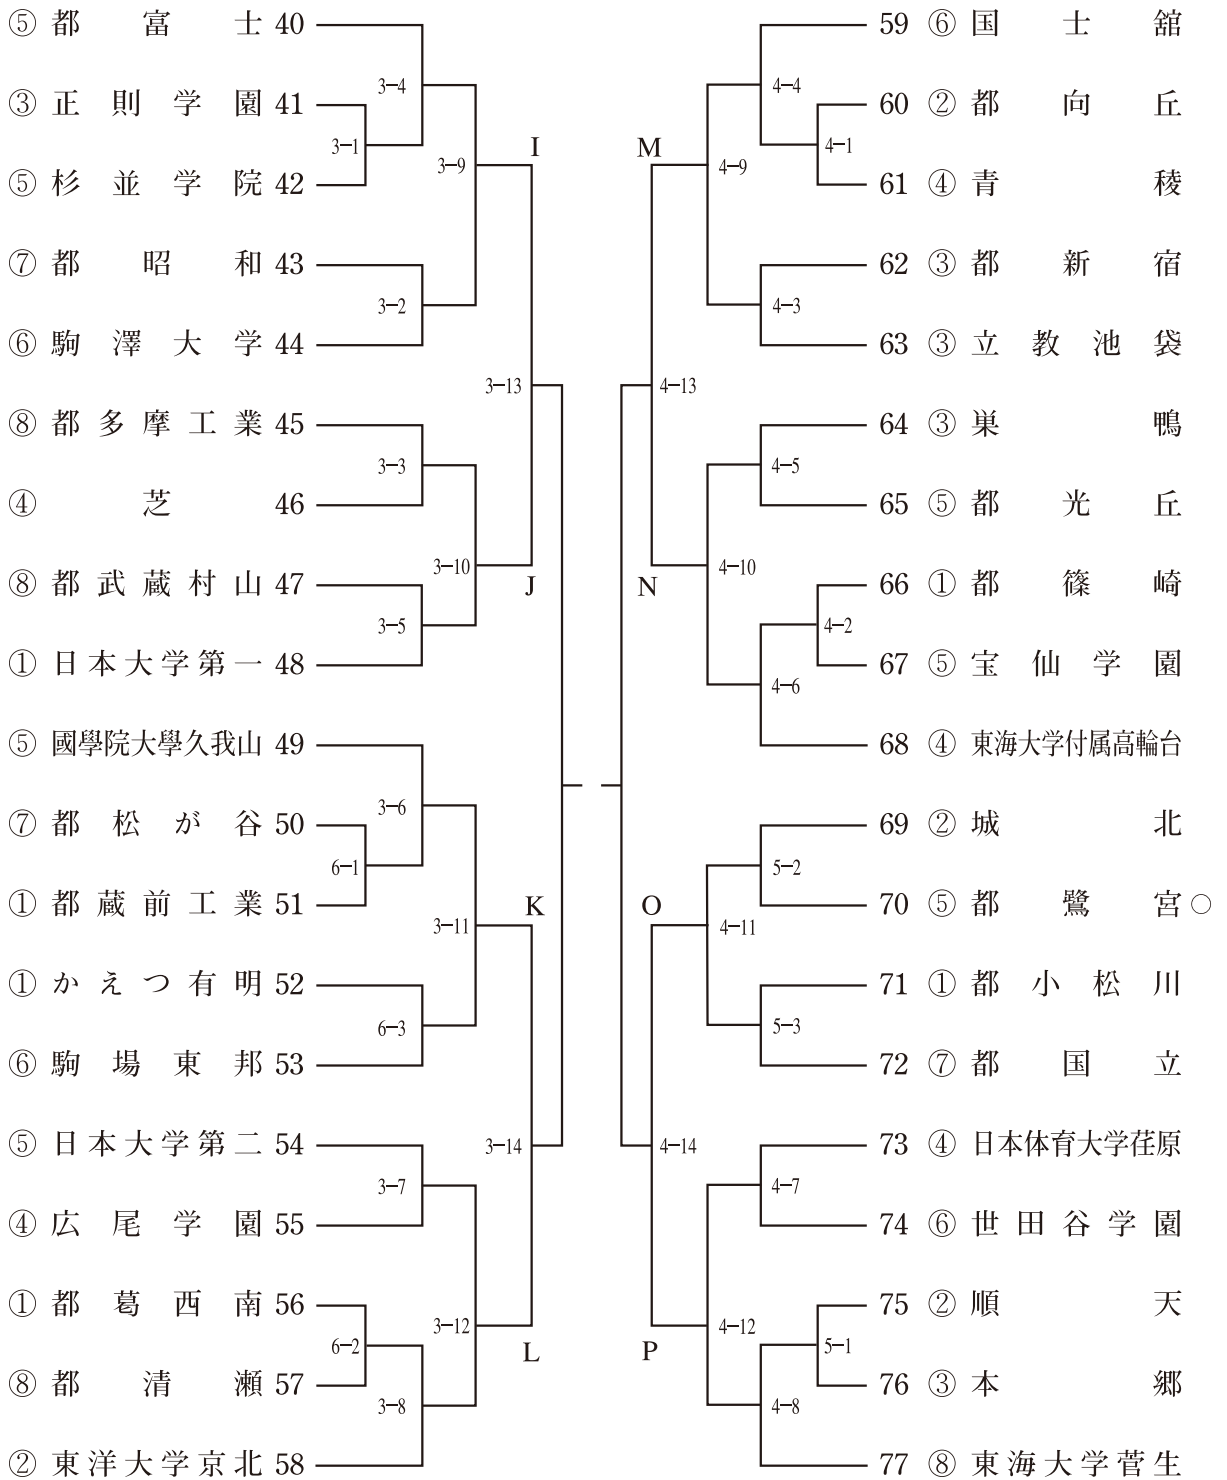 ⑤ 都富士 40
3−4
③ 正則学園 41
3−1
I
3−9
⑤ 杉並学院 42
⑦ 都昭和 43
3−2
⑥ 駒澤大学 44
3−13
⑧ 都多摩工業 45
3−3
④ 芝 46
3−10
⑧ 都武蔵村山 47
J
3−5
① 日本大学第一 48
⑤ 國學院大學久我山 49
3−6
⑦ 都松が谷 50
6−1
① 都蔵前工業 51
K
3−11
① かえつ有明 52
6−3
⑥ 駒場東邦 53
⑤ 日本大学第二 54
3−14
3−7
④ 広尾学園 55
① 都葛西南 56
3−12
6−2
L
⑧ 都清瀬 57
3−8
② 東洋大学京北 58
59 ⑥ 国士舘
4−4
60 ② 都向丘
4−1
M
4−9
61 ④ 青稜
62 ③ 都新宿
4−3
63 ③ 立教池袋
4−13
64 ③ 巣鴨
4−5
65 ⑤ 都光丘
4−10
66 ① 都篠崎
N
4−2
67 ⑤ 宝仙学園
4−6
68 ④ 東海大学付属高輪台
69 ② 城北
5−2
70 ⑤ 都鷺宮○
O
4−11
71 ① 都小松川
5−3
72 ⑦ 都国立
73 ④ 日本体育大学荏原
4−14
4−7
74 ⑥ 世田谷学園
75 ② 順天
4−12
5−1
P
76 ③ 本郷
4−8
77 ⑧ 東海大学菅生